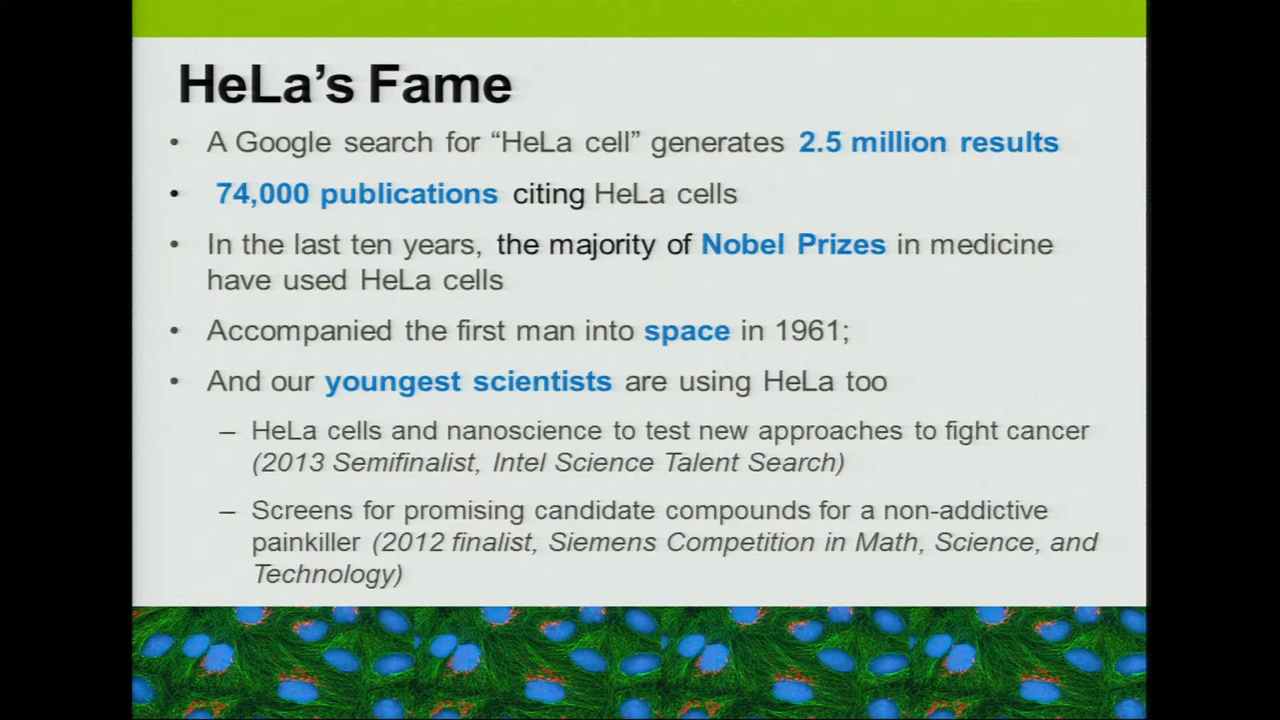 HeLa's Fame
• A Google search for “HeLa cell” generates 2.5 million results
• 74,000 publications citing HeLa cells
• In the last ten years, the majority of Nobel Prizes in medicine
have used HeLa cells
• Accompanied the first man into space in 1961;
• And our youngest scientists are using HeLa too
– HeLa cells and nanoscience to test new approaches to fight cancer
(2013 Semifinalist, Intel Science Talent Search)
– Screens for promising candidate compounds for a non-addictive
painkiller (2012 finalist, Siemens Competition in Math, Science, and
Technology)